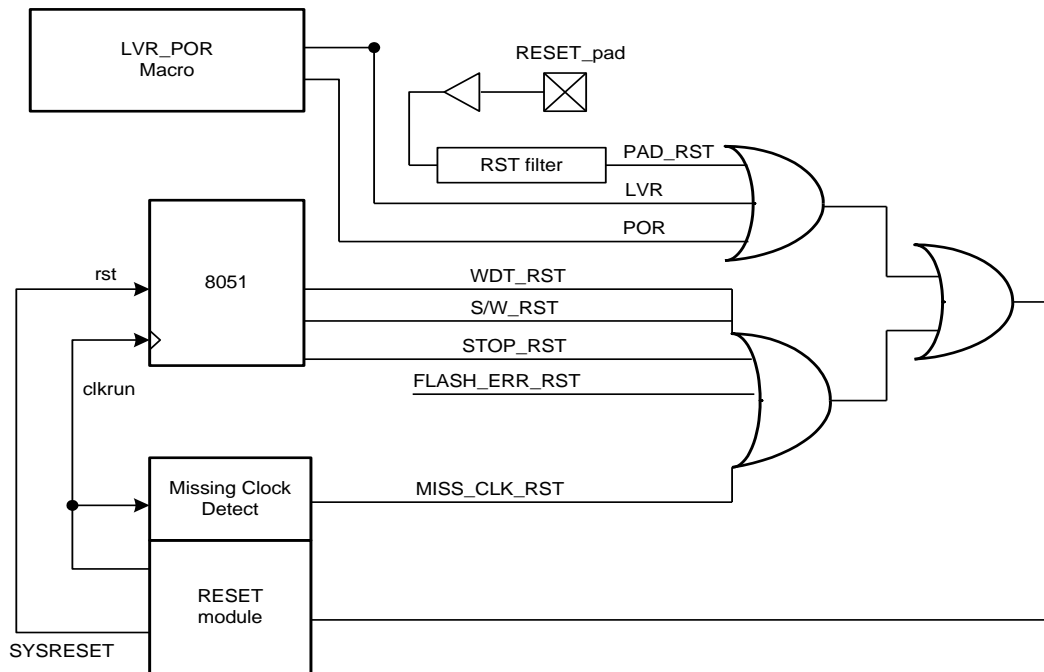 LVR_POR
Macro
RESET_pad
RST filter
PAD_RST
LVR
POR
rst
8051
WDT_RST
S/W_RST
STOP_RST
FLASH_ERR_RST
clkrun
Missing Clock
Detect
MISS_CLK_RST
RESET
module
SYSRESET